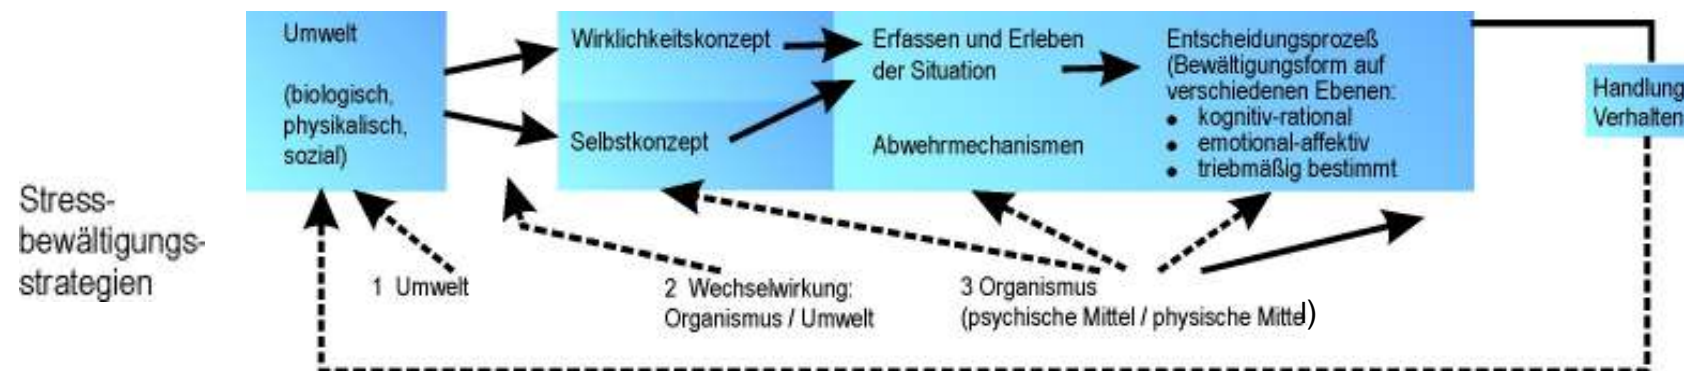 Umwelt
(biologisch,
physikalisch,
sozial)
Wirklichkeitskonzept
Selbstkonzept
Erfassen und Erleben
der Situation
Abwehrmechanismen
Entscheidungsprozeß
(Bewältigungsform auf
verschiedenen Ebenen:
• kognitiv-rational
• emotional-affektiv
• triebmäßig bestimmt
Handlung
Verhalten
Stress-
bewältigungs-
strategien
1 Umwelt
2 Wechselwirkung:
Organismus / Umwelt
3 Organismus
(psychische Mittel / physische Mittel)